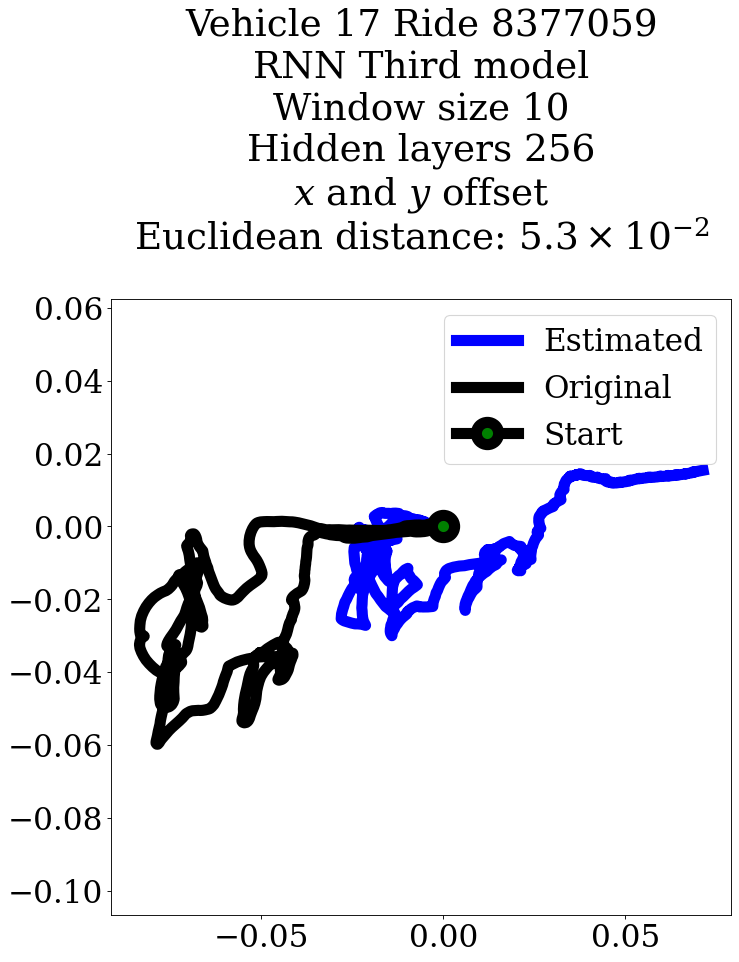 Vehicle 17 Ride 8377059
RNN Third model
Window size 10
Hidden layers 256
x and y offset
Euclidean distance: 5.3 × 10⁻²
Estimated
Original
Start
0.06
0.04
0.02
0.00
−0.02
−0.04
−0.06
−0.08
−0.10
−0.05 0.00 0.05